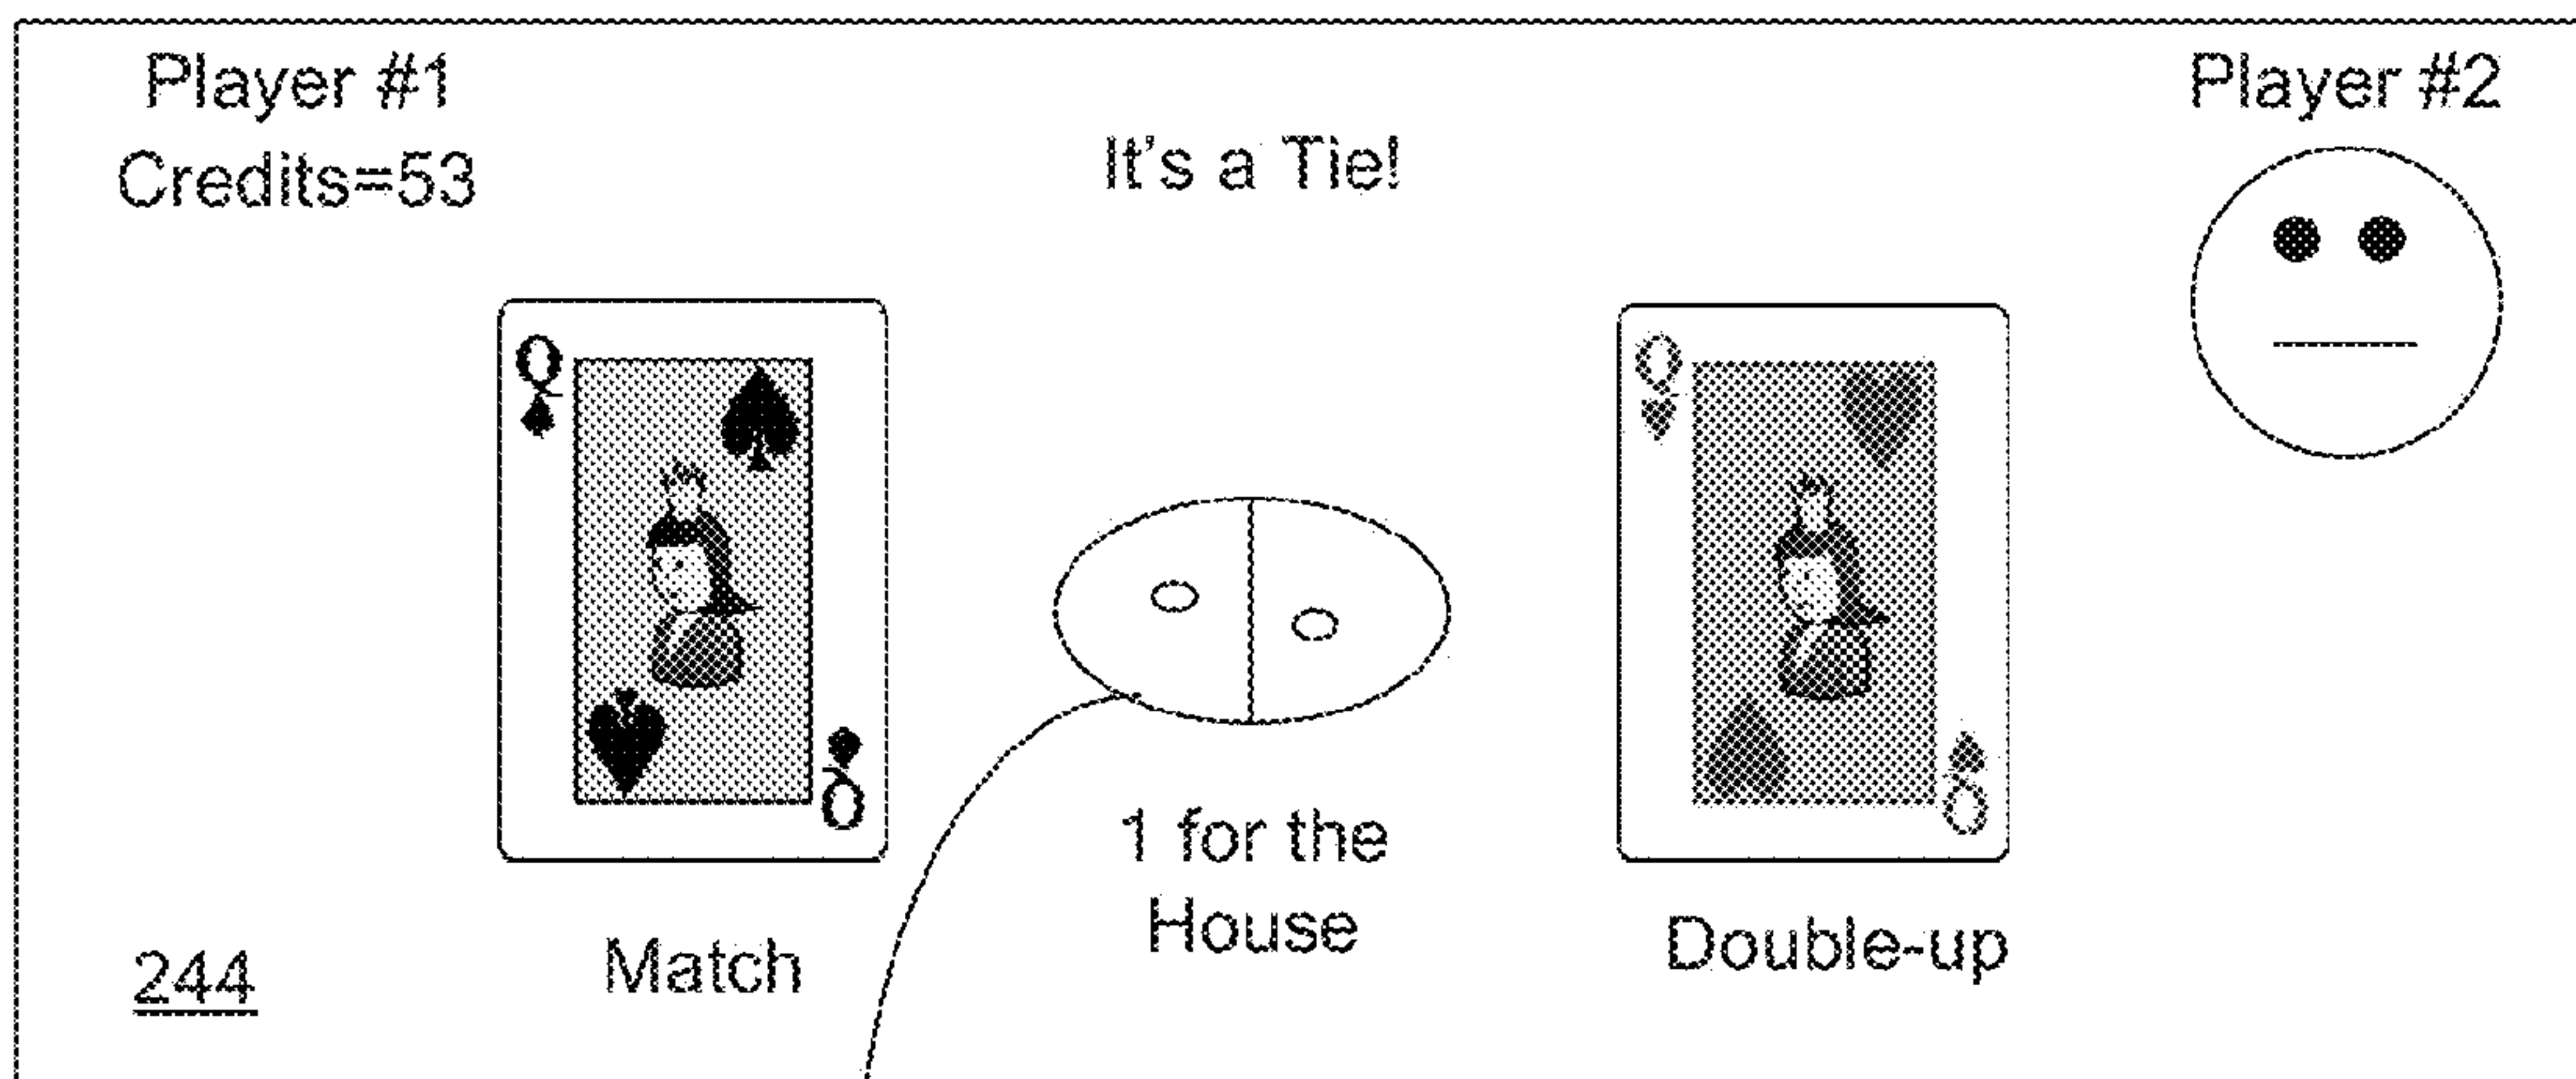 Player #1
Credits=53
It's a Tie!
Player #2
Q
Q
Q
Q
1 for the
House
Match
Double-up
244